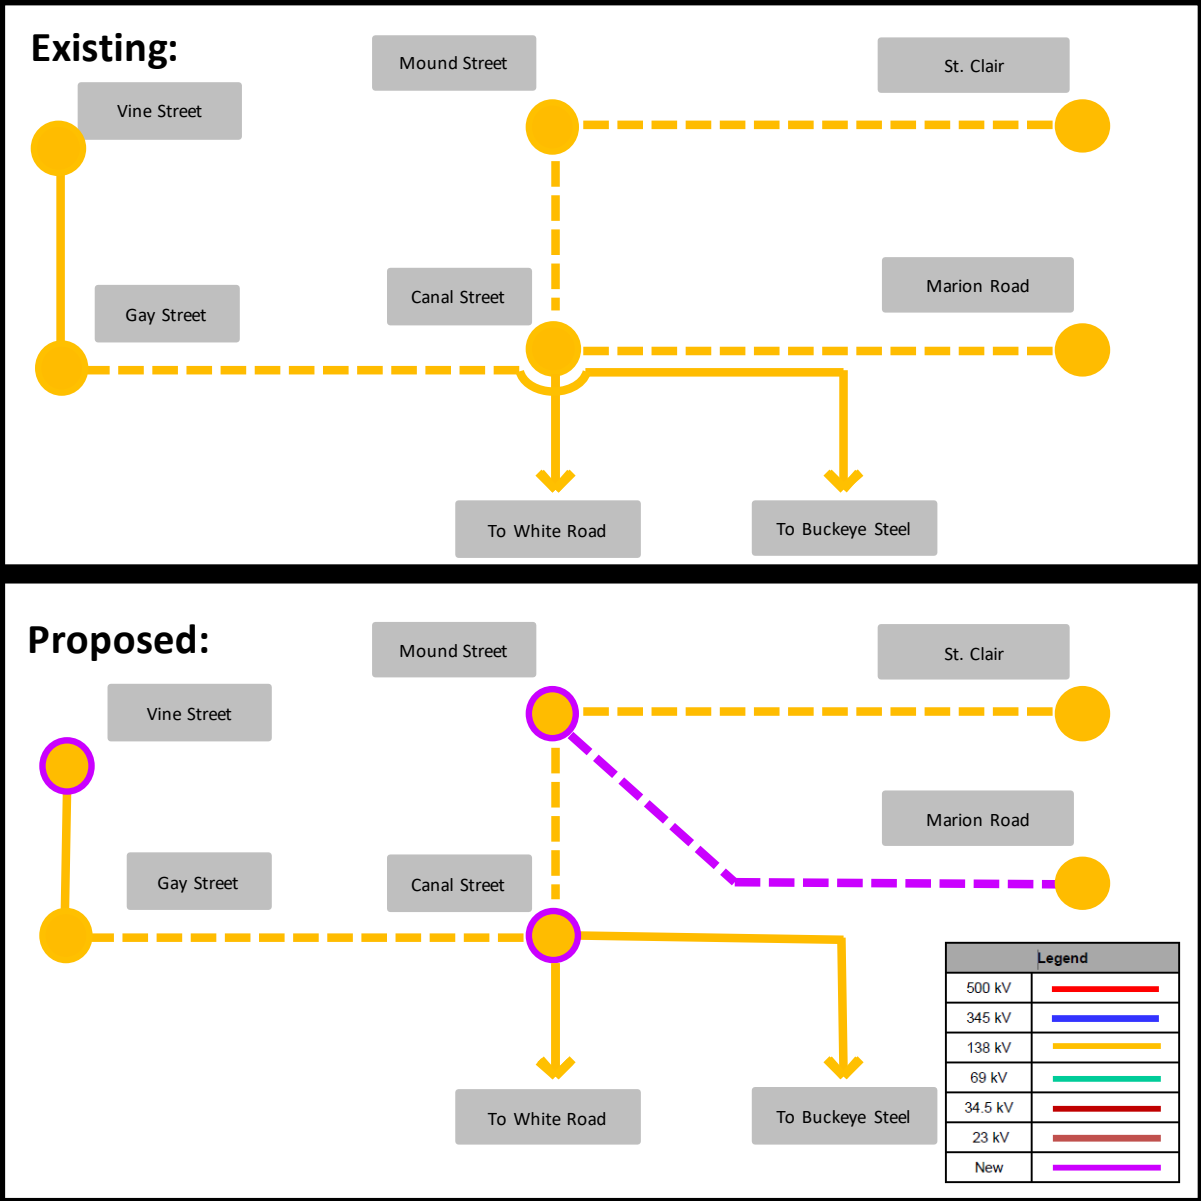 Existing:
Mound Street
St. Clair
Vine Street
Canal Street
Marion Road
Gay Street
To White Road
To Buckeye Steel
Proposed:
Mound Street
St. Clair
Vine Street
Marion Road
Gay Street
Canal Street
To White Road
To Buckeye Steel
Legend
500 kV
345 kV
138 kV
69 kV
34.5 kV
23 kV
New